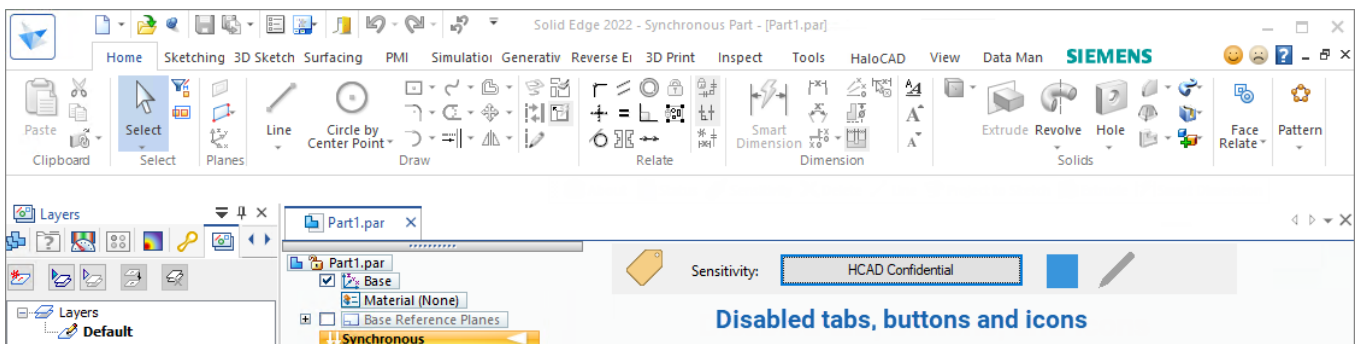 Solid Edge 2022 - Synchronous Part - [Part1.par]
Home Sketching 3D Sketch Surfacing PMI Simulation Generativ Reverse Ei 3D Print Inspect Tools HaloCAD View Data Man SIEMENS
Paste
Select
Line
Circle by
Center Point
Smart
Dimension
Extrude Revolve Hole
Face
Relate
Pattern
Clipboard Select Planes Draw Relate Dimension Solids
Layers
Part1.par
Part1.par
Base
Material (None)
Base Reference Planes
Synchronous
Layers
Default
Sensitivity: HCAD Confidential
Disabled tabs, buttons and icons